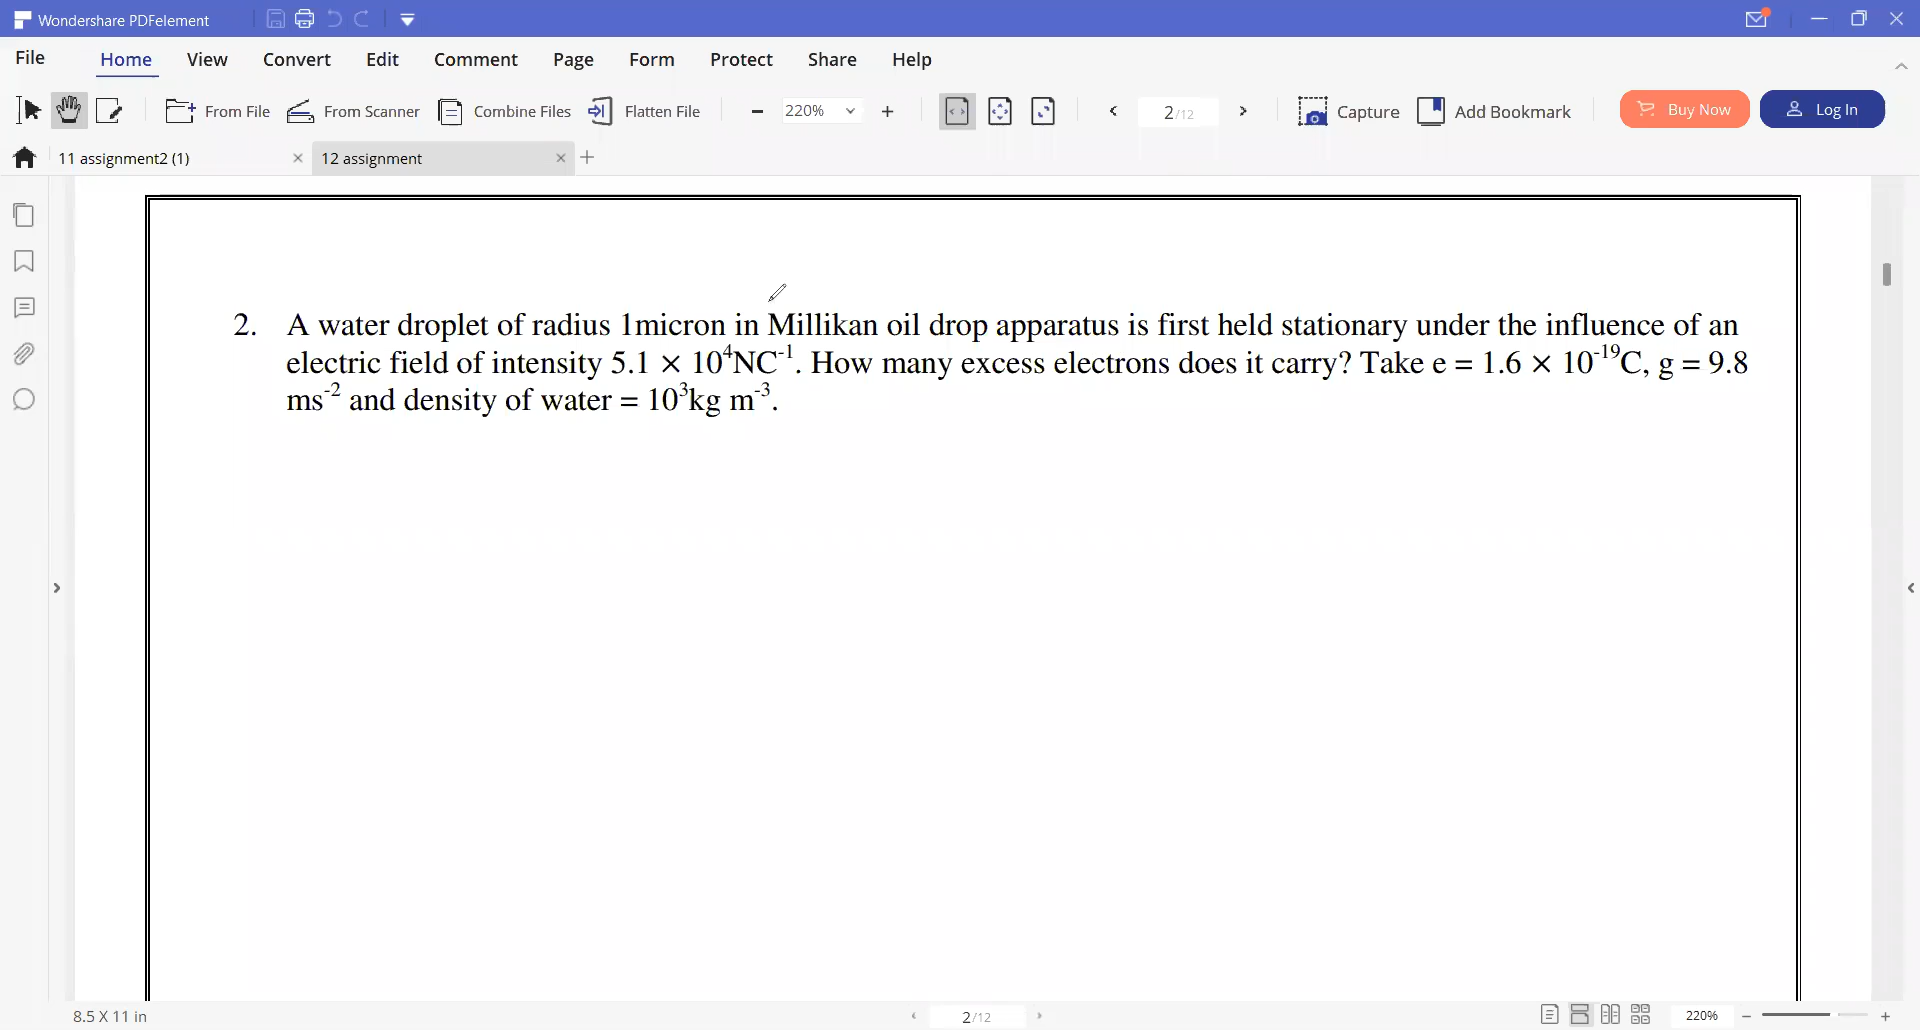 Wondershare PDFelement
File Home View Convert Edit Comment Page Form Protect Share Help
From File From Scanner Combine Files Flatten File 220% 2/12 Capture Add Bookmark Buy Now Log In
11 assignment2 (1) 12 assignment
2. A water droplet of radius 1micron in Millikan oil drop apparatus is first held stationary under the influence of an
electric field of intensity 5.1 × 10⁴NC⁻¹. How many excess electrons does it carry? Take e = 1.6 × 10⁻¹⁹C, g = 9.8
ms⁻² and density of water = 10³kg m⁻³.
8.5 X 11 in 2/12 220%